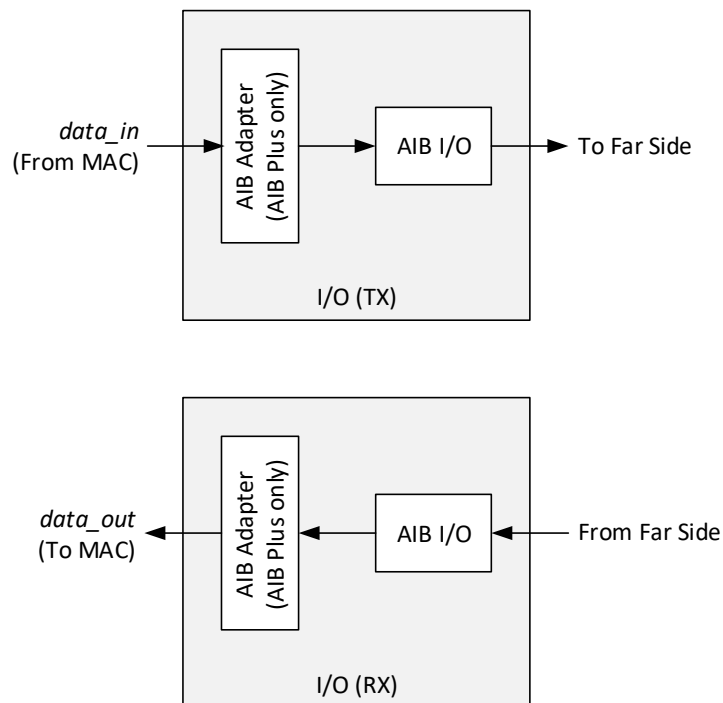 data_in
(From MAC)
AIB Adapter
(AIB Plus only)
AIB I/O
To Far Side
I/O (TX)
data_out
(To MAC)
AIB Adapter
(AIB Plus only)
AIB I/O
From Far Side
I/O (RX)